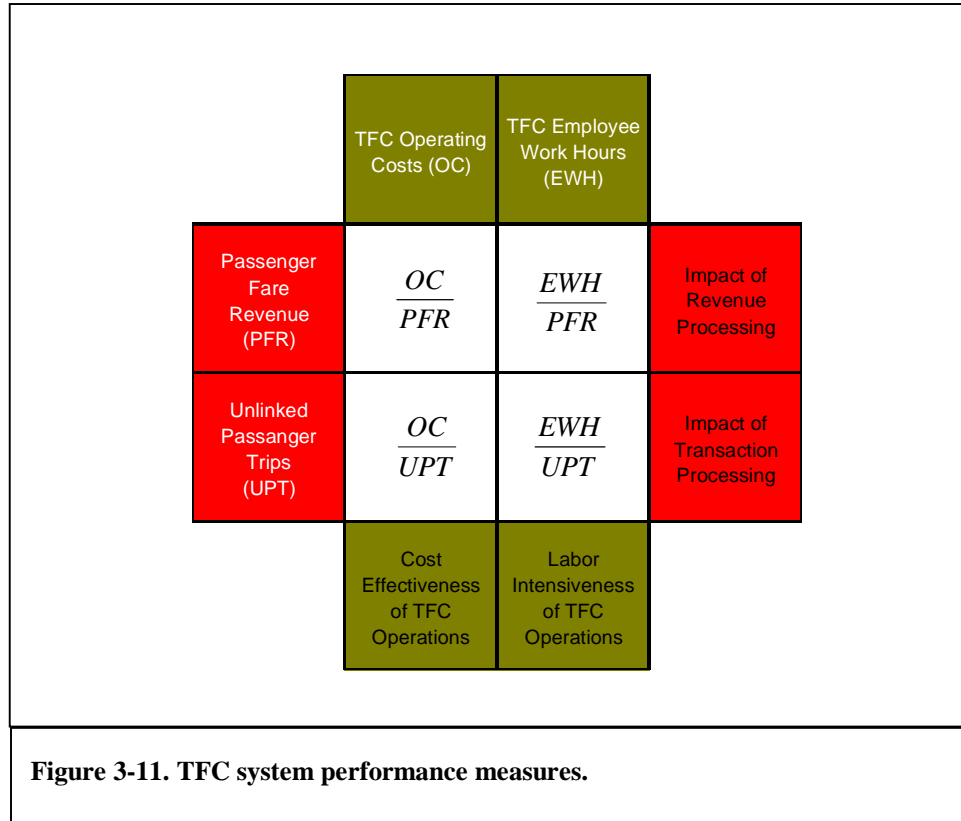 TFC Operating
Costs (OC)
TFC Employee
Work Hours
(EWH)
Passenger
Fare
Revenue
(PFR)
OC
PFR
EWH
PFR
Impact of
Revenue
Processing
Unlinked
Passanger
Trips
(UPT)
OC
UPT
EWH
UPT
Impact of
Transaction
Processing
Cost
Effectiveness
of TFC
Operations
Labor
Intensiveness
of TFC
Operations
Figure 3-11. TFC system performance measures.